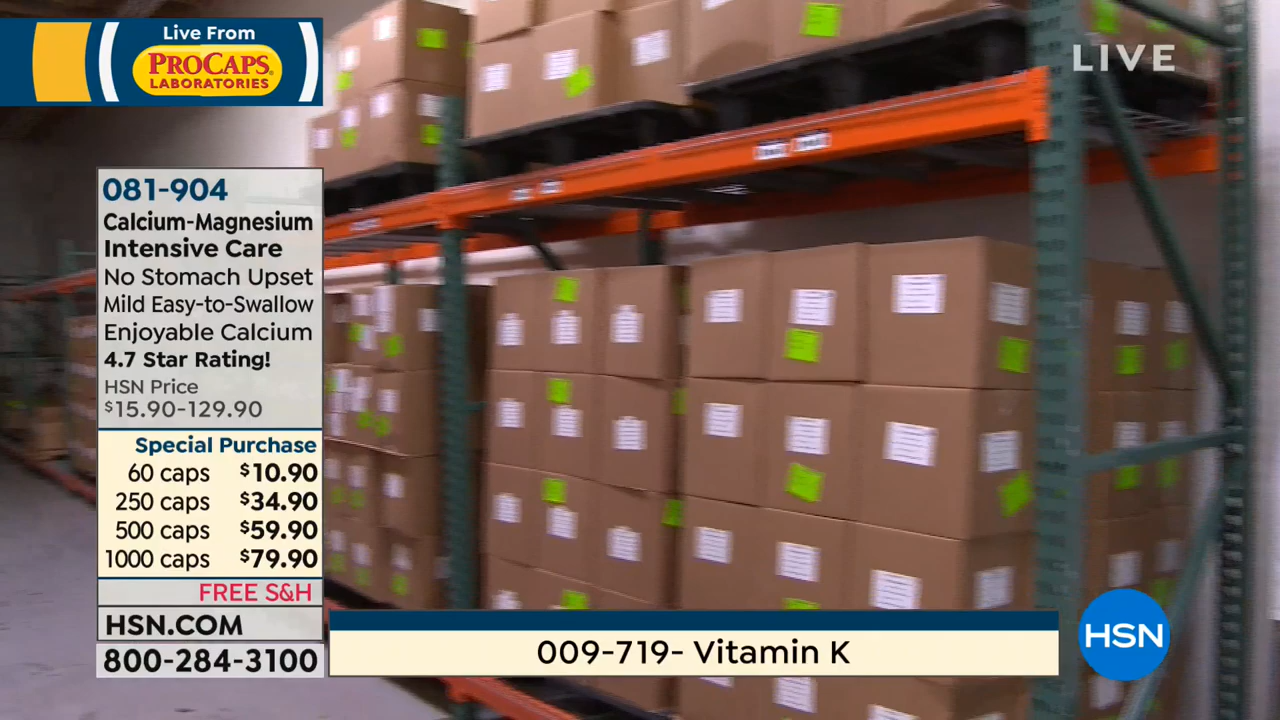 Live From
PROCAPS
LABORATORIES
LIVE
081-904
Calcium-Magnesium
Intensive Care
No Stomach Upset
Mild Easy-to-Swallow
Enjoyable Calcium
4.7 Star Rating!
HSN Price
$15.90-129.90
Special Purchase
60 caps $10.90
250 caps $34.90
500 caps $59.90
1000 caps $79.90
FREE S&H
HSN.COM
800-284-3100
009-719- Vitamin K
HSN